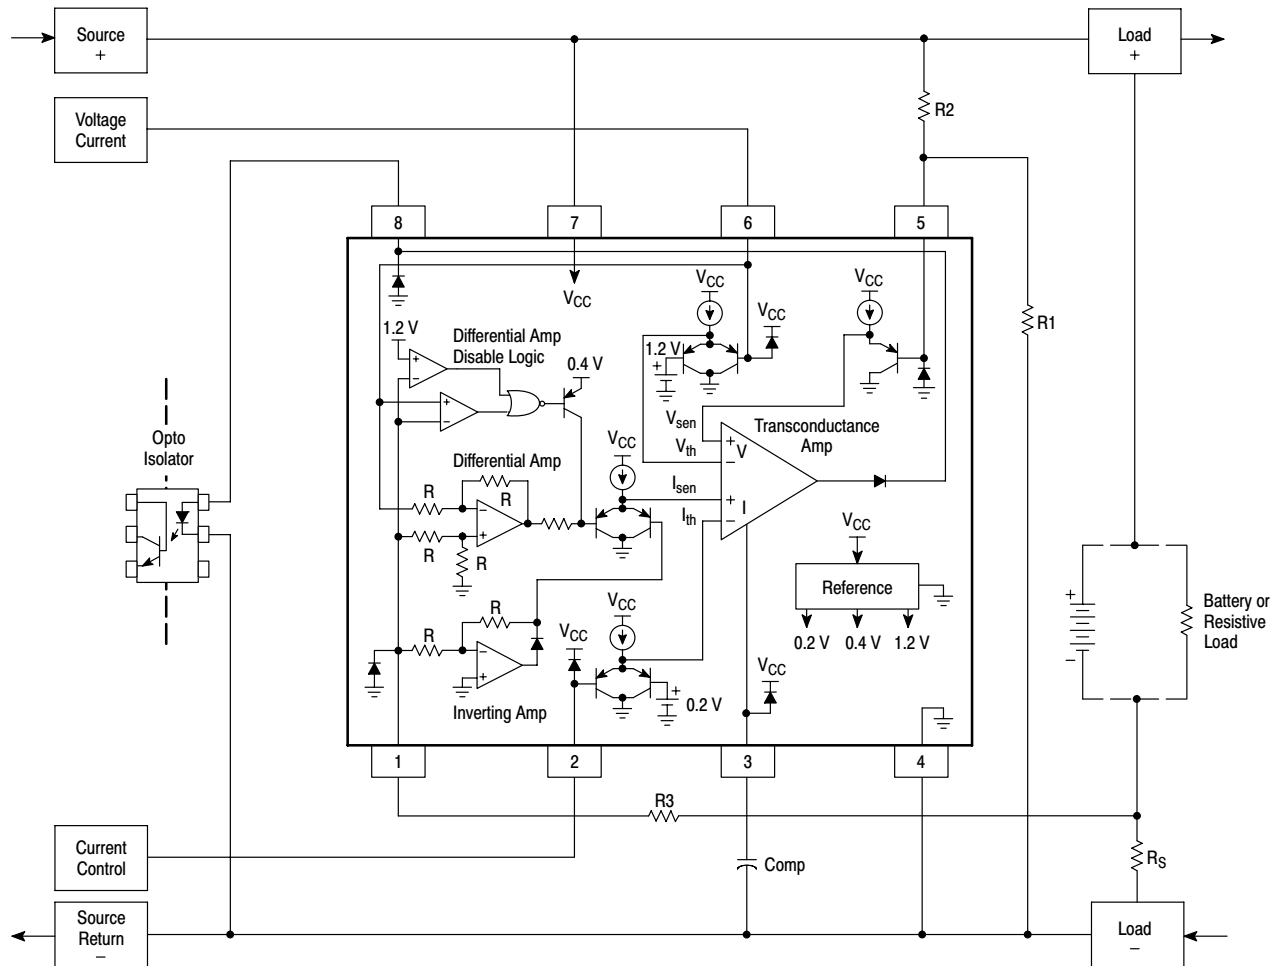 Source
+
Load
+
Voltage
Current
R2
8
7
6
5
VCC
VCC
VCC
VCC
1.2 V
Differential Amp
Disable Logic
0.4 V
1.2 V
+
R1
+
−
+
−
Opto
Isolator
Vsen
Vth
Isen
Ith
Transconductance
Amp
+
V
−
+
I
−
VCC
Differential Amp
R
R
−
+
R
R
VCC
Reference
0.2 V
0.4 V
1.2 V
+
−
Battery or
Resistive
Load
R
R
−
+
Inverting Amp
VCC
VCC
+
0.2 V
VCC
1
2
3
4
R3
RS
Current
Control
Comp
Source
Return
−
Load
−